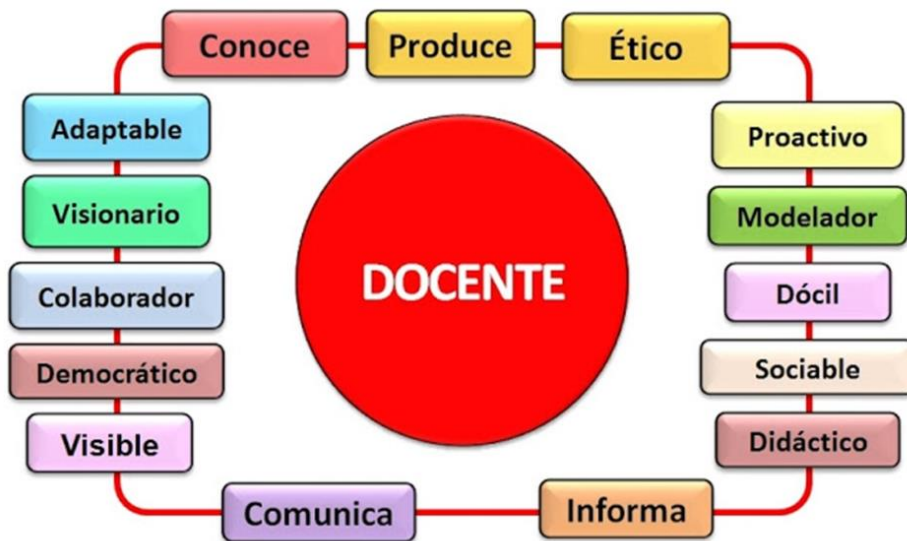 Conoce
Produce
Ético
Adaptable
Visionario
Colaborador
Democrático
Visible
DOCENTE
Proactivo
Modelador
Dócil
Sociable
Didáctico
Comunica
Informa